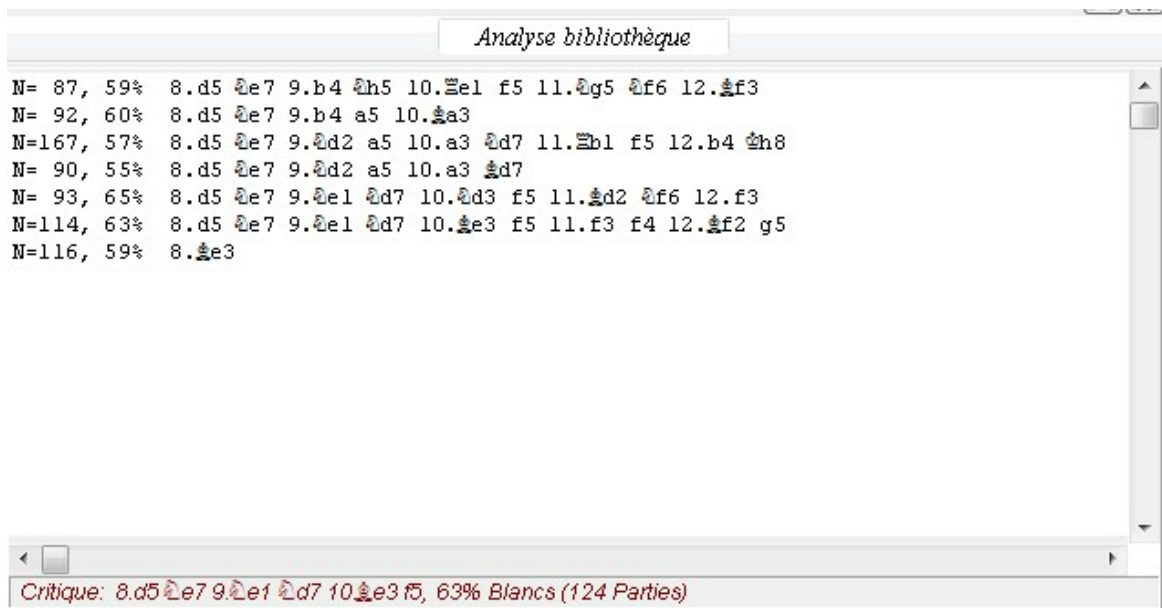 Analyse bibliothèque
N= 87, 59% 8.d5 ♘e7 9.b4 ♘h5 10.♖e1 f5 11.♘g5 ♘f6 12.♗f3
N= 92, 60% 8.d5 ♘e7 9.b4 a5 10.♗a3
N=167, 57% 8.d5 ♘e7 9.♘d2 a5 10.a3 ♘d7 11.♖b1 f5 12.b4 ♔h8
N= 90, 55% 8.d5 ♘e7 9.♘d2 a5 10.a3 ♗d7
N= 93, 65% 8.d5 ♘e7 9.♘e1 ♘d7 10.♘d3 f5 11.♗d2 ♘f6 12.f3
N=114, 63% 8.d5 ♘e7 9.♘e1 ♘d7 10.♗e3 f5 11.f3 f4 12.♗f2 g5
N=116, 59% 8.♗e3
Critique: 8.d5 ♘e7 9.♘e1 ♘d7 10♗e3 f5, 63% Blancs (124 Parties)